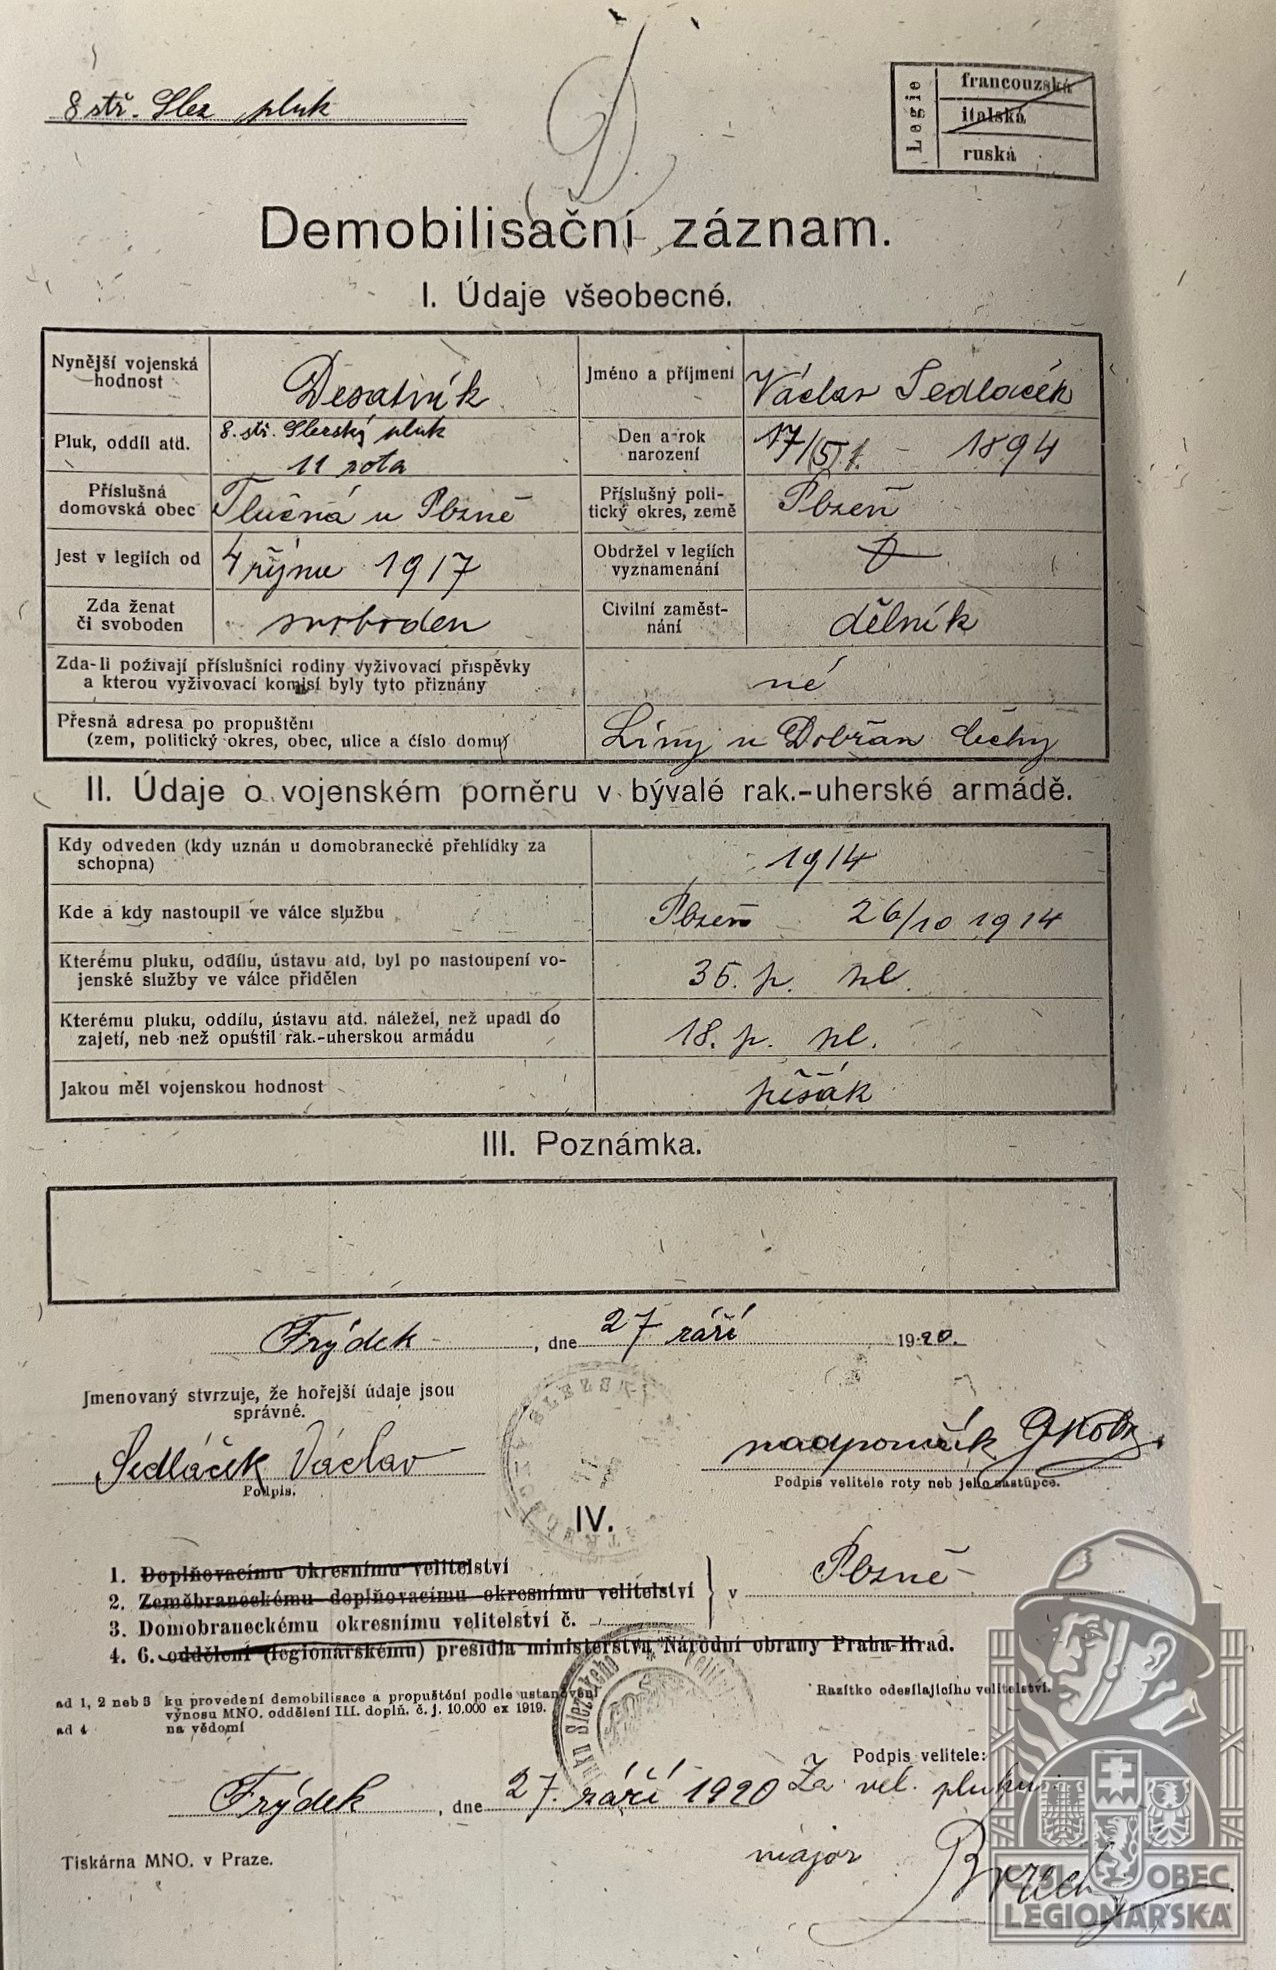 D
8 stř. Slez pluk
Legie
francouzská
italská
ruská
Demobilisační záznam.
I. Údaje všeobecné.
Nynější vojenská hodnost
Desatník
Jméno a příjmení
Václav Sedláček
Pluk, oddíl atd.
8. stř. Slezský pluk
11 rota
Den a rok narození
17/5 - 1894
Příslušná domovská obec
Tlučná u Plzně
Příslušný politický okres, země
Plzeň
Jest v legiích od
4 října 1917
Obdržel v legiích vyznamenání
Zda ženat či svoboden
svoboden
Civilní zaměstnání
dělník
Zda-li požívají příslušníci rodiny vyživovací příspěvky
a kterou vyživovací komisí byly tyto přiznány
né
Přesná adresa po propuštění
(zem, politický okres, obec, ulice a číslo domu)
Líny u Dobřan Čechy
II. Údaje o vojenském poměru v bývalé rak.-uherské armádě.
Kdy odveden (kdy uznán u domobranecké přehlídky za
schopna)
1914
Kde a kdy nastoupil ve válce službu
Plzeň 26/10 1914
Kterému pluku, oddílu, ústavu atd, byl po nastoupení vo-
jenské služby ve válce přidělen
35. p. pl.
Kterému pluku, oddílu, ústavu atd. náležel, než upadl do
zajetí, neb než opustil rak.-uherskou armádu
18. p. pl.
Jakou měl vojenskou hodnost
pěšák
III. Poznámka.
Frýdek, dne 27 září 1920.
Jmenovaný stvrzuje, že hořejší údaje jsou
správné.
Sedláček Václav
Podpis.
nadporučík
Podpis velitele roty neb jeho zástupce.
IV.
1. Doplňovacímu okresnímu velitelství
2. Zeměbraneckému doplňovacímu okresnímu velitelství
3. Domobraneckému okresnímu velitelství č.
v Plzně
4. 6. oddělení (legionářskému) presidia ministerstva Národní obrany Praha-Hrad.
ad 1, 2 neb 3 ku provedení demobilisace a propuštění podle ustanovení
výnosu MNO. oddělení III. doplň. č. j. 10.000 ex 1919.
ad 4 na vědomí
Razítko odesílajícího velitelství.
Podpis velitele:
Frýdek, dne 27. září 1920
Za vel. pluku
major
Tiskárna MNO. v Praze.
ČSL. OBEC
LEGIONÁŘSKÁ